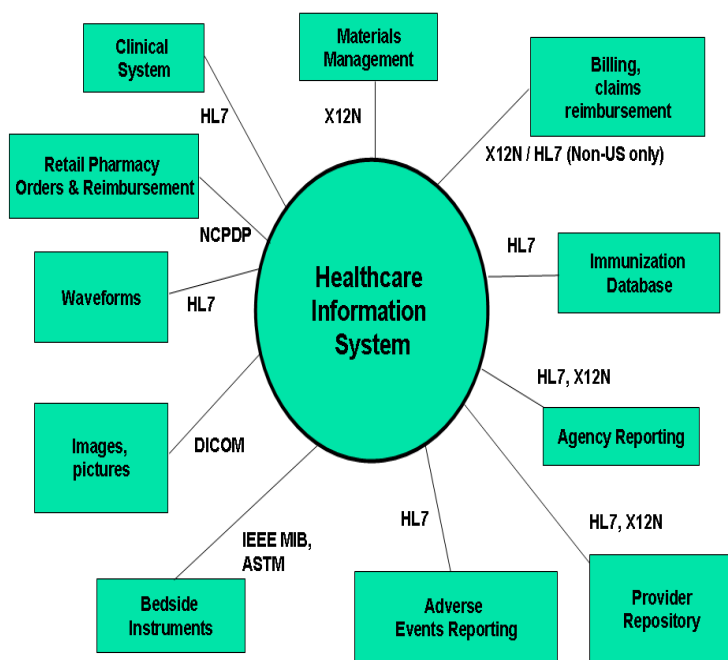 Clinical
System
Materials
Management
Billing,
claims
reimbursement
HL7
X12N
X12N / HL7 (Non-US only)
Retail Pharmacy
Orders & Reimbursement
NCPDP
HL7
Immunization
Database
Waveforms
HL7
Healthcare
Information
System
HL7, X12N
Agency Reporting
Images,
pictures
DICOM
HL7
HL7, X12N
IEEE MIB,
ASTM
Bedside
Instruments
Adverse
Events Reporting
Provider
Repository